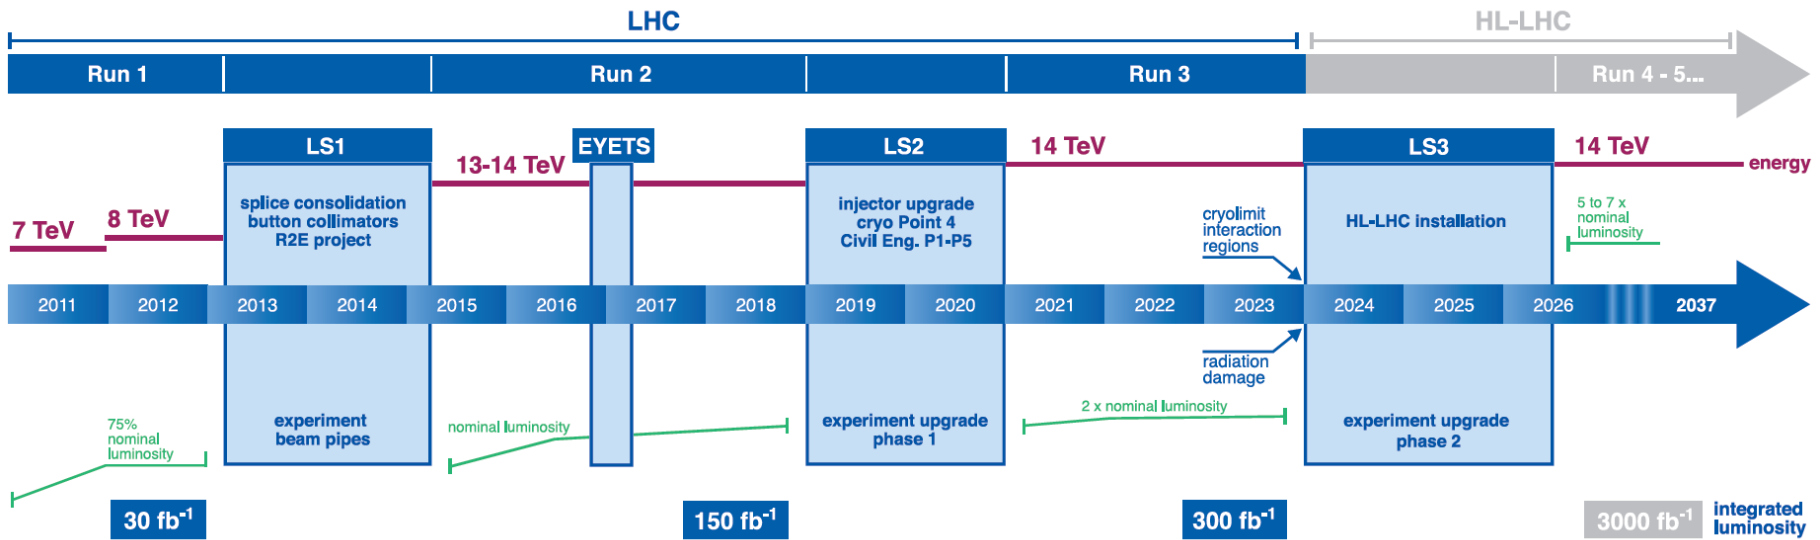 LHC
HL-LHC
Run 1
Run 2
Run 3
Run 4 - 5...
LS1
EYETS
LS2
LS3
7 TeV
8 TeV
13-14 TeV
14 TeV
14 TeV
energy
splice consolidation
button collimators
R2E project
injector upgrade
cryo Point 4
Civil Eng. P1-P5
cryolimit
interaction
regions
HL-LHC installation
5 to 7 x
nominal
luminosity
2011
2012
2013
2014
2015
2016
2017
2018
2019
2020
2021
2022
2023
2024
2025
2026
2037
radiation
damage
75%
nominal
luminosity
experiment
beam pipes
nominal luminosity
experiment upgrade
phase 1
2 x nominal luminosity
experiment upgrade
phase 2
30 fb⁻¹
150 fb⁻¹
300 fb⁻¹
3000 fb⁻¹
integrated
luminosity